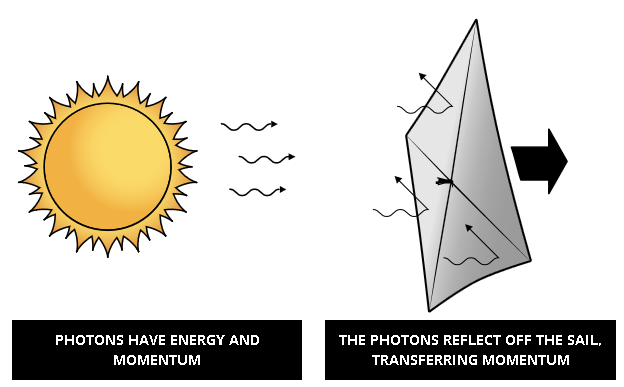 PHOTONS HAVE ENERGY AND
MOMENTUM
THE PHOTONS REFLECT OFF THE SAIL,
TRANSFERRING MOMENTUM